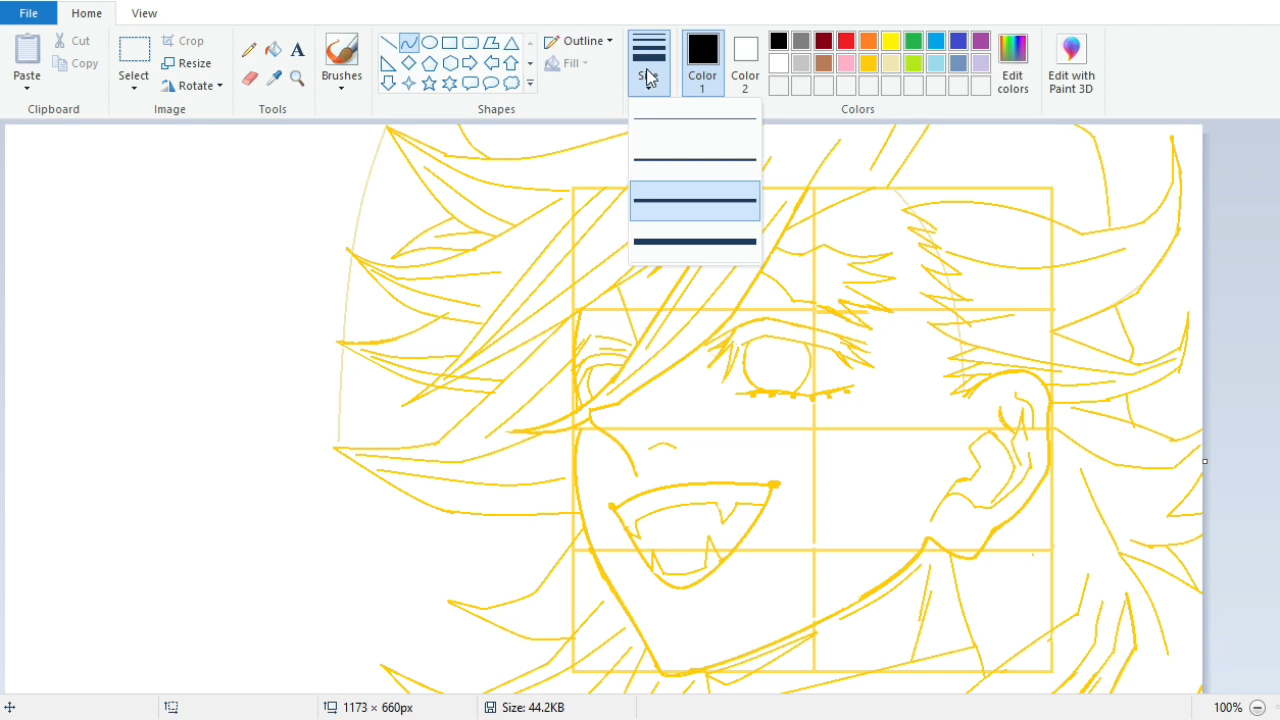 File Home View
Paste
Cut
Copy
Clipboard
Select
Crop
Resize
Rotate
Image
A
Tools
Brushes
Outline
Fill
Shapes
Color
1
Color
2
Edit
colors
Edit with
Paint 3D
Colors
1173 × 660px
Size: 44.2KB
100%